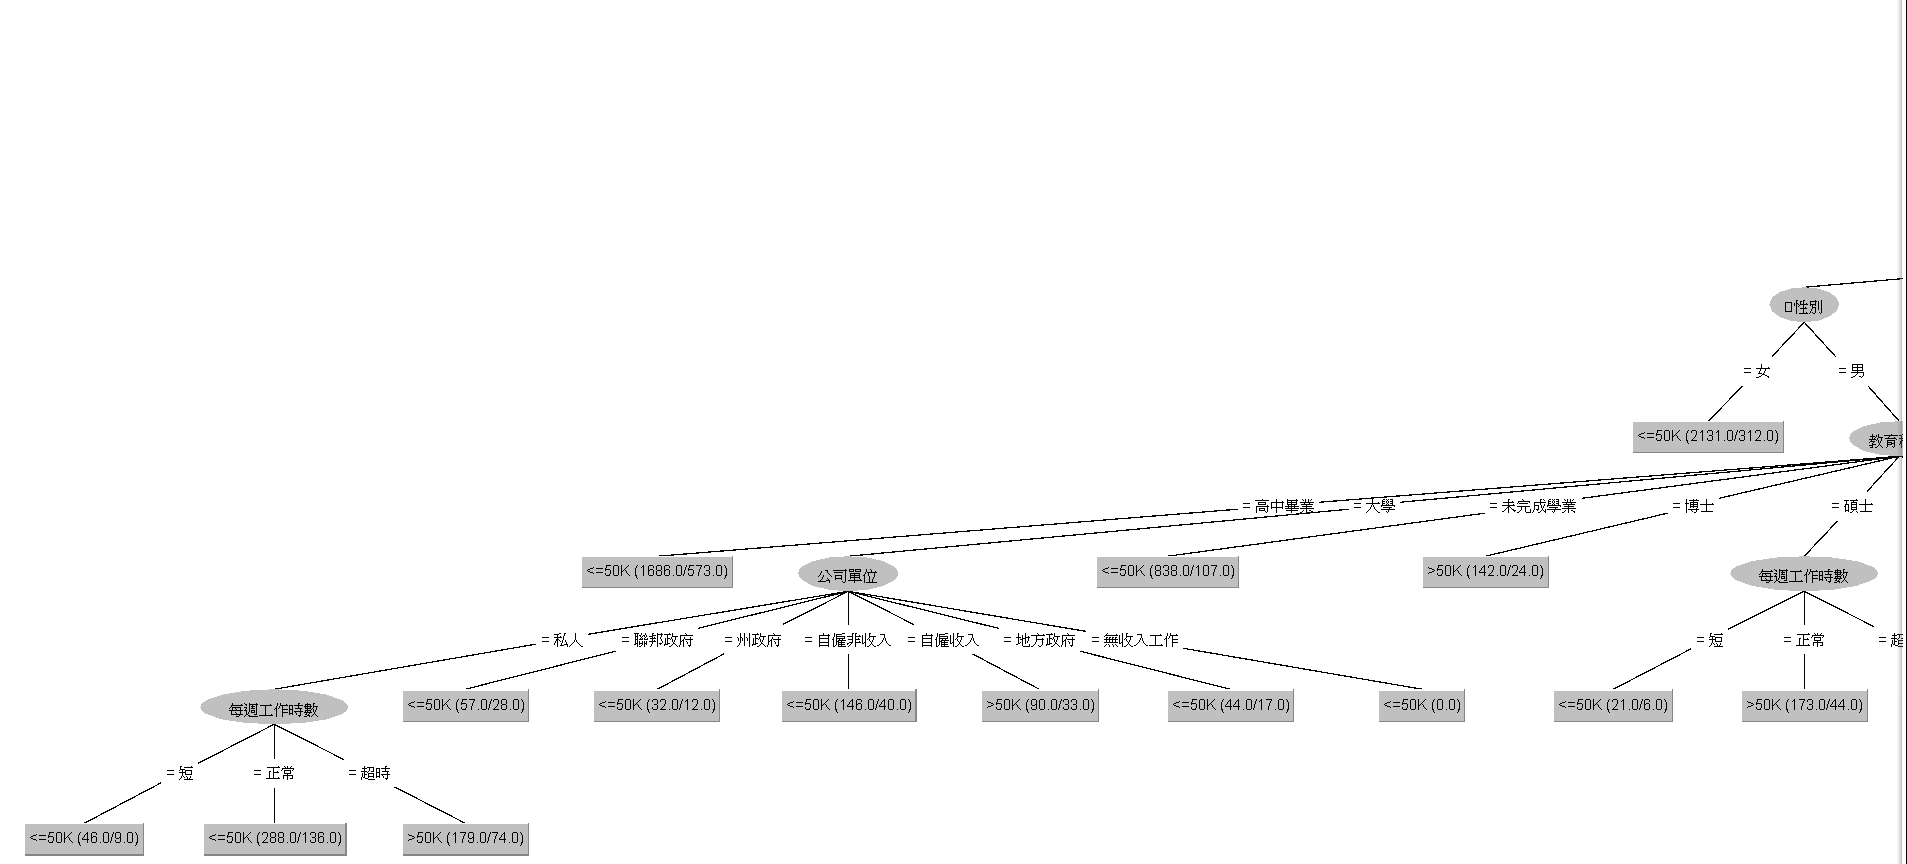 性別
= 女
= 男
<=50K (2131.0/312.0)
教育
= 高中畢業
= 大學
= 未完成學業
= 博士
= 碩士
<=50K (1686.0/573.0)
公司單位
<=50K (838.0/107.0)
>50K (142.0/24.0)
每週工作時數
= 私人
= 聯邦政府
= 州政府
= 自僱非收入
= 自僱收入
= 地方政府
= 無收入工作
= 短
= 正常
= 超
每週工作時數
<=50K (57.0/28.0)
<=50K (32.0/12.0)
<=50K (146.0/40.0)
>50K (90.0/33.0)
<=50K (44.0/17.0)
<=50K (0.0)
<=50K (21.0/6.0)
>50K (173.0/44.0)
= 短
= 正常
= 超時
<=50K (46.0/9.0)
<=50K (288.0/136.0)
>50K (179.0/74.0)